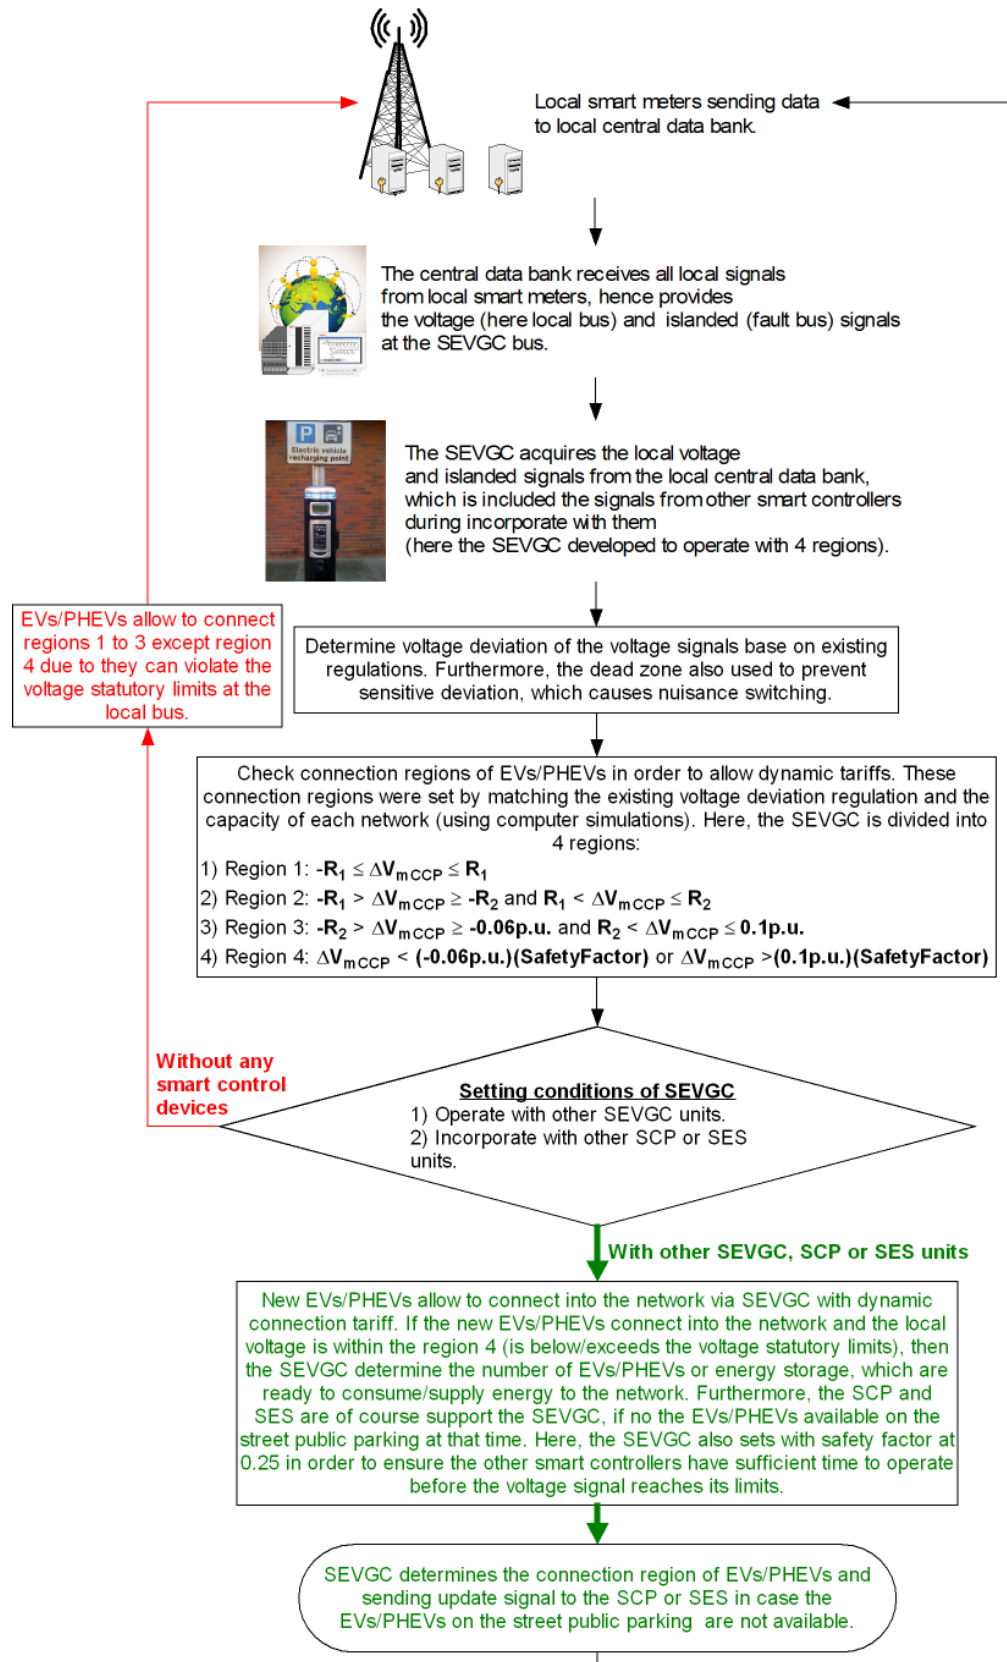 Local smart meters sending data
to local central data bank.
The central data bank receives all local signals
from local smart meters, hence provides
the voltage (here local bus) and islanded (fault bus) signals
at the SEVGC bus.
P
Electric vehicle
recharging point
The SEVGC acquires the local voltage
and islanded signals from the local central data bank,
which is included the signals from other smart controllers
during incorporate with them
(here the SEVGC developed to operate with 4 regions).
EVs/PHEVs allow to connect
regions 1 to 3 except region
4 due to they can violate the
voltage statutory limits at the
local bus.
Determine voltage deviation of the voltage signals base on existing
regulations. Furthermore, the dead zone also used to prevent
sensitive deviation, which causes nuisance switching.
Check connection regions of EVs/PHEVs in order to allow dynamic tariffs. These
connection regions were set by matching the existing voltage deviation regulation and the
capacity of each network (using computer simulations). Here, the SEVGC is divided into
4 regions:
1) Region 1: -R₁ ≤ ΔVₘCCP ≤ R₁
2) Region 2: -R₁ > ΔVₘCCP ≥ -R₂ and R₁ < ΔVₘCCP ≤ R₂
3) Region 3: -R₂ > ΔVₘCCP ≥ -0.06p.u. and R₂ < ΔVₘCCP ≤ 0.1p.u.
4) Region 4: ΔVₘCCP < (-0.06p.u.)(SafetyFactor) or ΔVₘCCP >(0.1p.u.)(SafetyFactor)
Without any
smart control
devices
Setting conditions of SEVGC
1) Operate with other SEVGC units.
2) Incorporate with other SCP or SES
units.
With other SEVGC, SCP or SES units
New EVs/PHEVs allow to connect into the network via SEVGC with dynamic
connection tariff. If the new EVs/PHEVs connect into the network and the local
voltage is within the region 4 (is below/exceeds the voltage statutory limits), then
the SEVGC determine the number of EVs/PHEVs or energy storage, which are
ready to consume/supply energy to the network. Furthermore, the SCP and
SES are of course support the SEVGC, if no the EVs/PHEVs available on the
street public parking at that time. Here, the SEVGC also sets with safety factor at
0.25 in order to ensure the other smart controllers have sufficient time to operate
before the voltage signal reaches its limits.
SEVGC determines the connection region of EVs/PHEVs and
sending update signal to the SCP or SES in case the
EVs/PHEVs on the street public parking are not available.